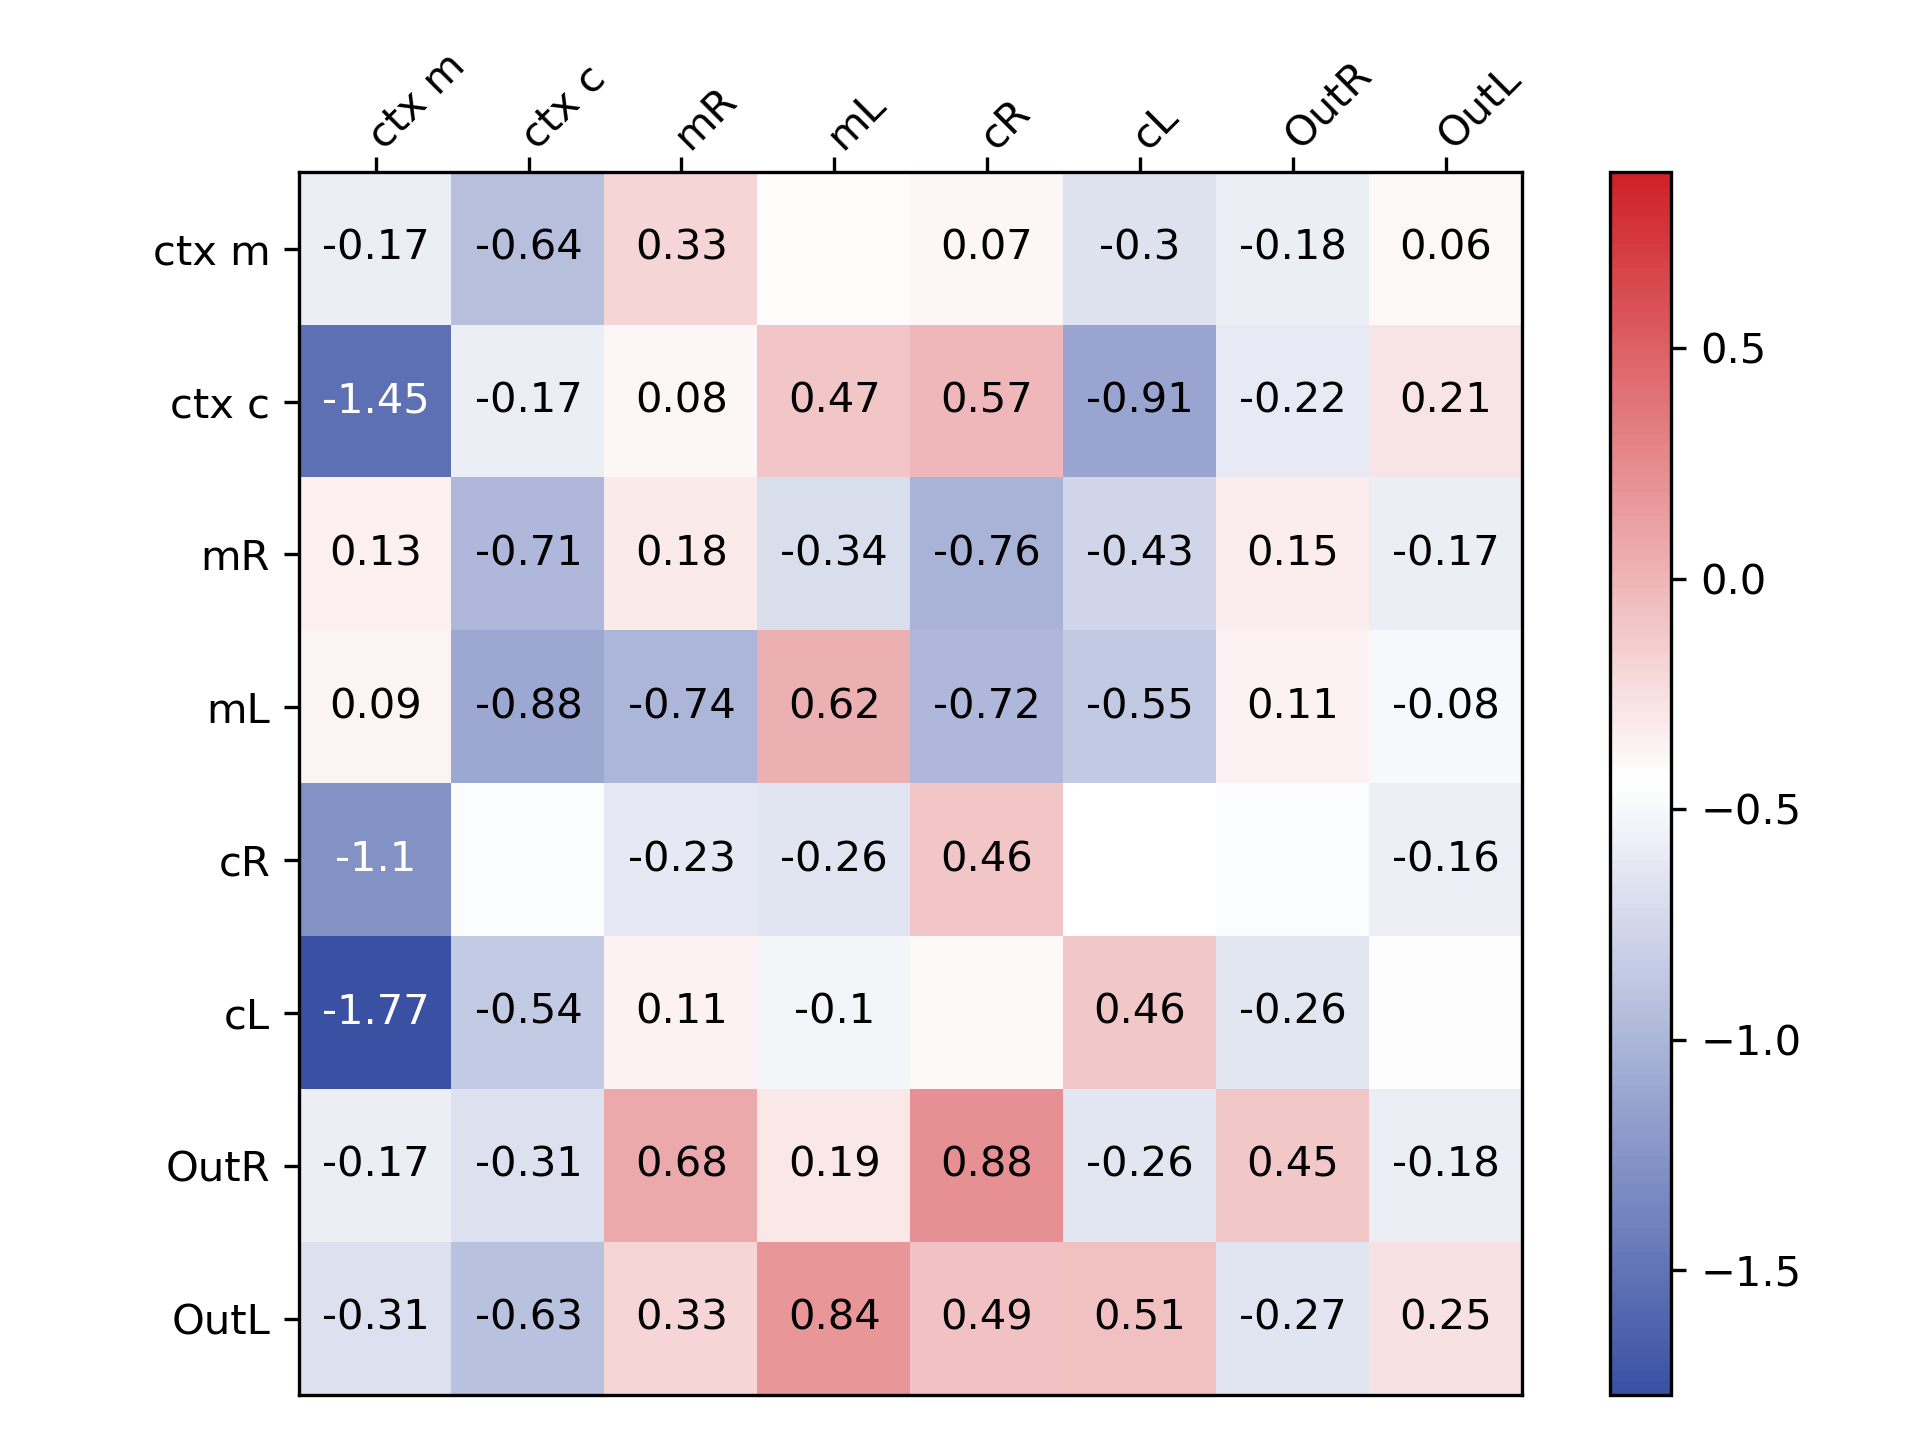 ctx m ctx c mR mL cR cL OutR OutL
ctx m -0.17 -0.64 0.33 0.07 -0.3 -0.18 0.06
ctx c -1.45 -0.17 0.08 0.47 0.57 -0.91 -0.22 0.21
mR 0.13 -0.71 0.18 -0.34 -0.76 -0.43 0.15 -0.17
mL 0.09 -0.88 -0.74 0.62 -0.72 -0.55 0.11 -0.08
cR -1.1 -0.23 -0.26 0.46 -0.16
cL -1.77 -0.54 0.11 -0.1 0.46 -0.26
OutR -0.17 -0.31 0.68 0.19 0.88 -0.26 0.45 -0.18
OutL -0.31 -0.63 0.33 0.84 0.49 0.51 -0.27 0.25
0.5
0.0
−0.5
−1.0
−1.5